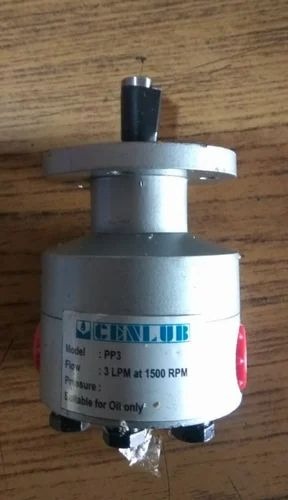 CENLUB
Model : PP3
Flow : 3 LPM at 1500 RPM
Pressure :
Suitable for Oil only